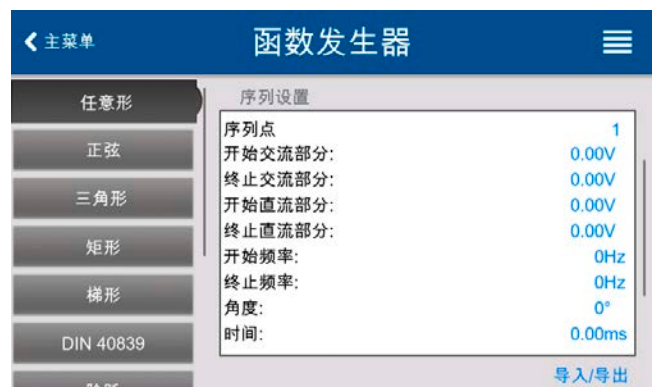 主菜单
函数发生器
任意形
正弦
三角形
矩形
梯形
DIN 40839
序列设置
序列点 1
开始交流部分: 0.00V
终止交流部分: 0.00V
开始直流部分: 0.00V
终止直流部分: 0.00V
开始频率: 0Hz
终止频率: 0Hz
角度: 0°
时间: 0.00ms
导入/导出